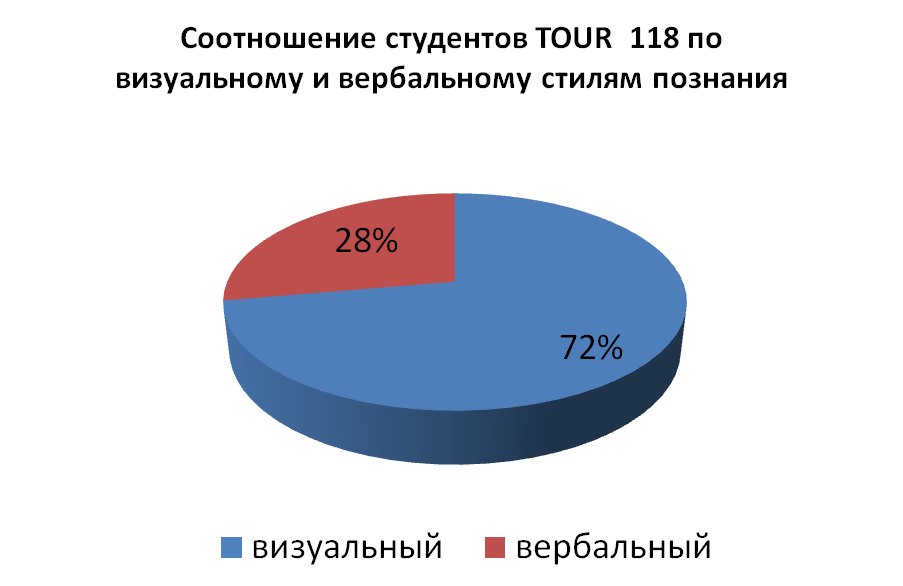 Соотношение студентов TOUR  118 по
визуальному и вербальному стилям познания
28%
72%
визуальный вербальный